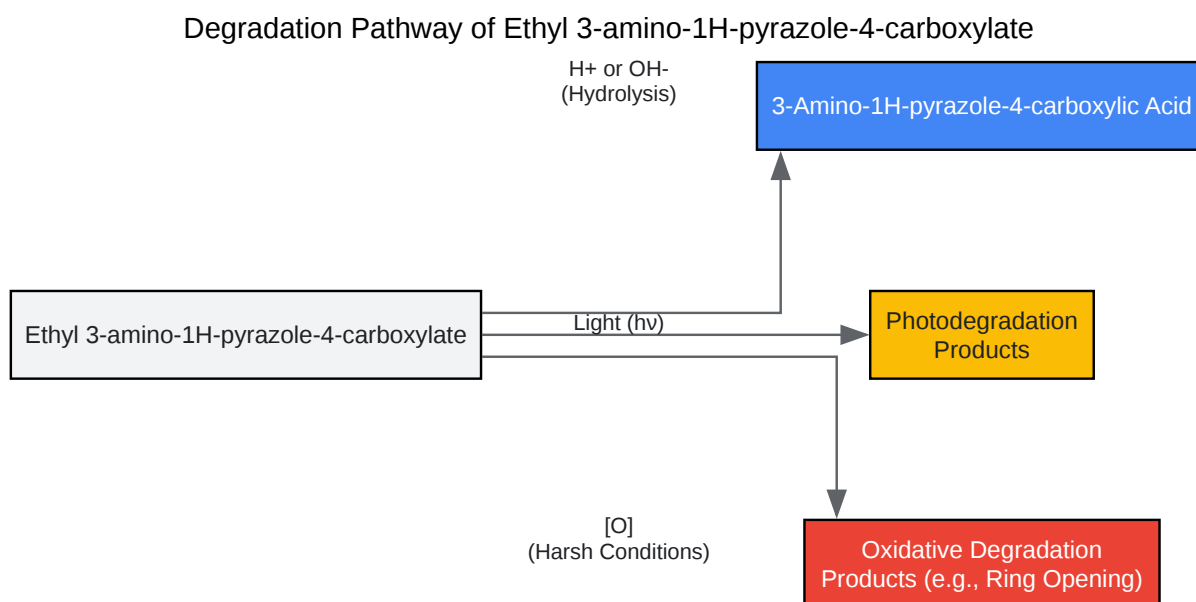 Degradation Pathway of Ethyl 3-amino-1H-pyrazole-4-carboxylate
H+ or OH-
(Hydrolysis)
3-Amino-1H-pyrazole-4-carboxylic Acid
Ethyl 3-amino-1H-pyrazole-4-carboxylate
Light (hν)
Photodegradation
Products
[O]
(Harsh Conditions)
Oxidative Degradation
Products (e.g., Ring Opening)